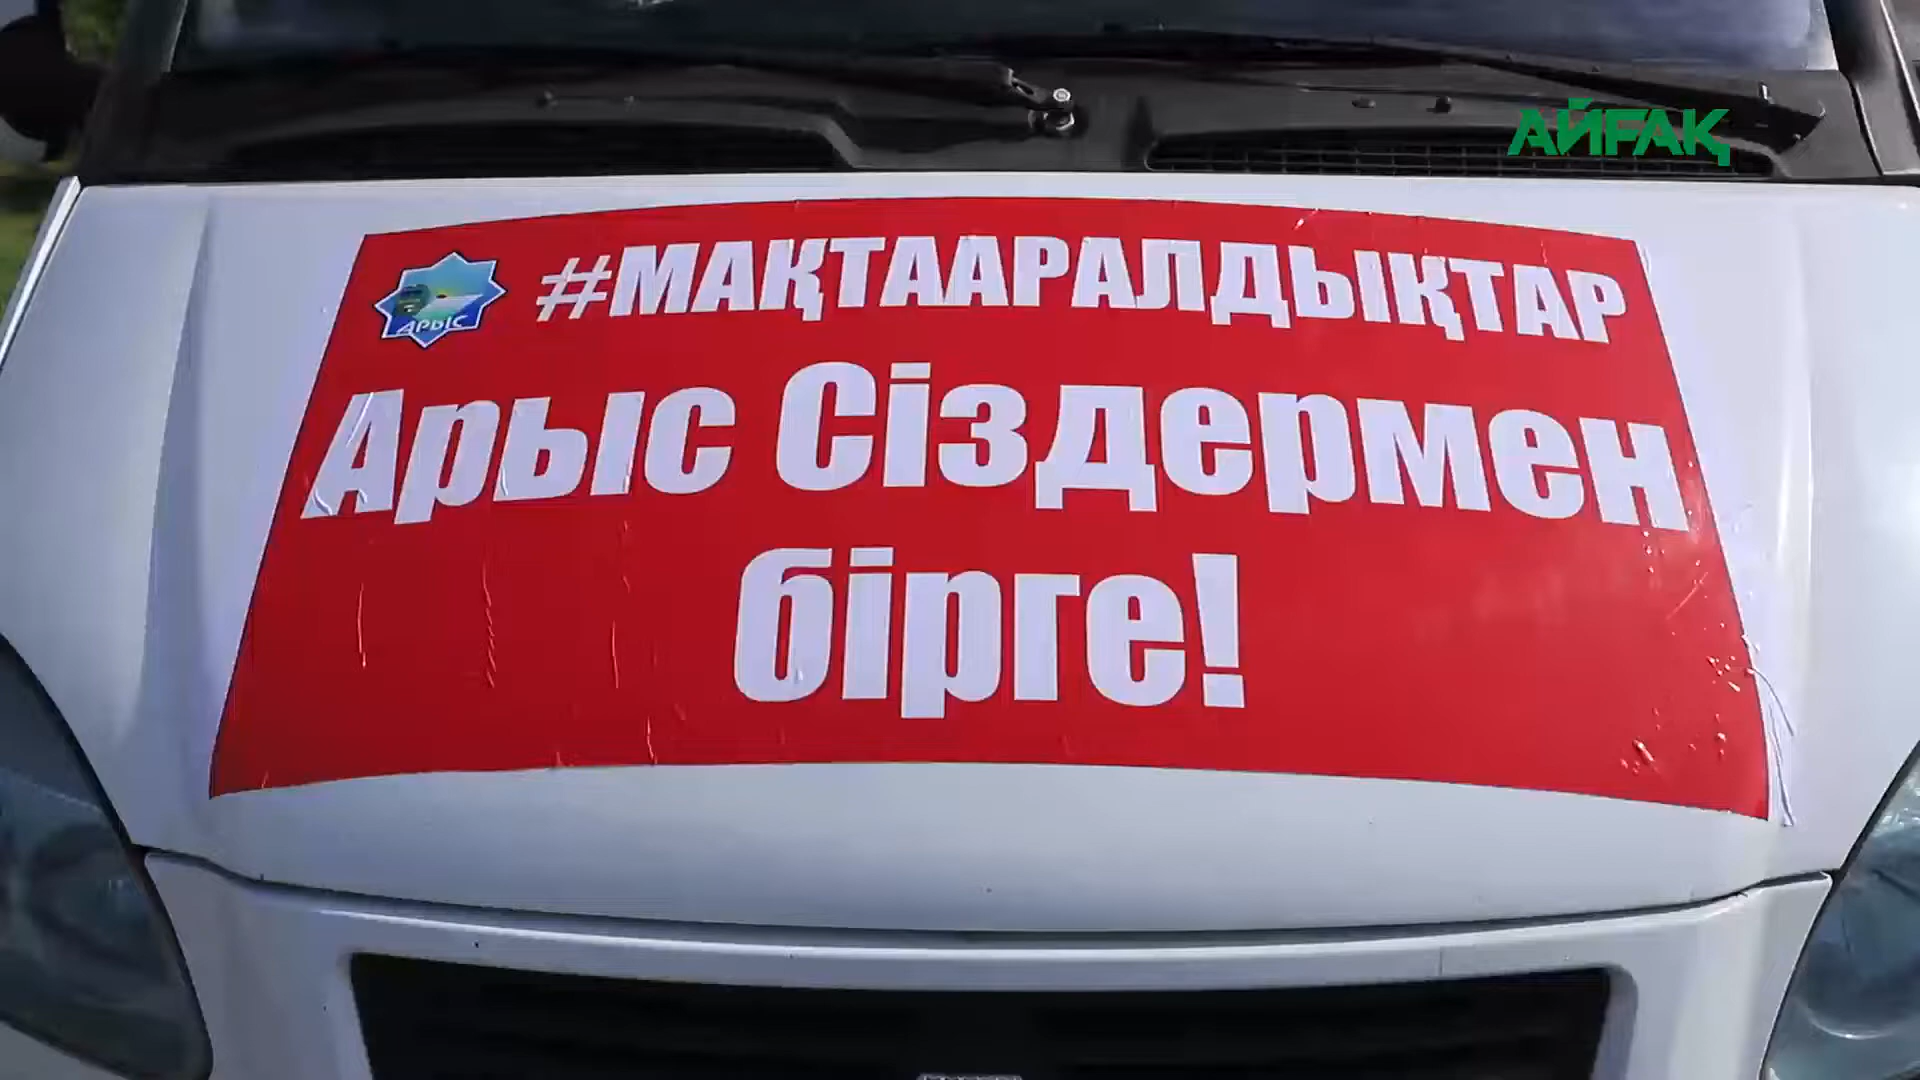 АЙҒАҚ
#МАҚТААРАЛДЫҚТАР
АРЫС
Арыс Сіздермен
бірге!